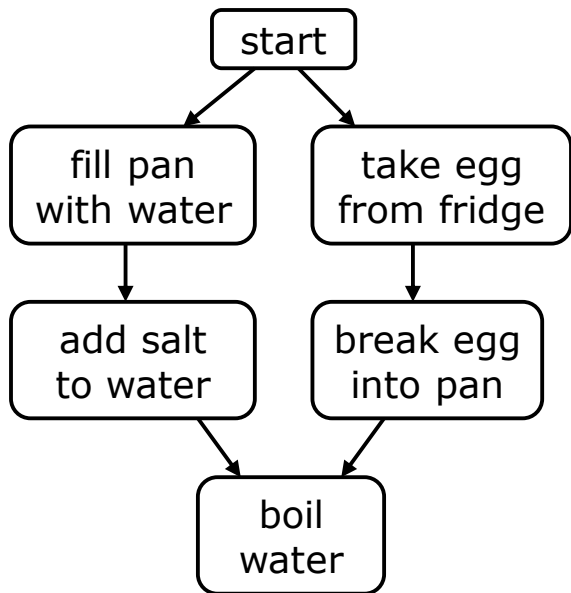 start
fill pan
with water
take egg
from fridge
add salt
to water
break egg
into pan
boil
water